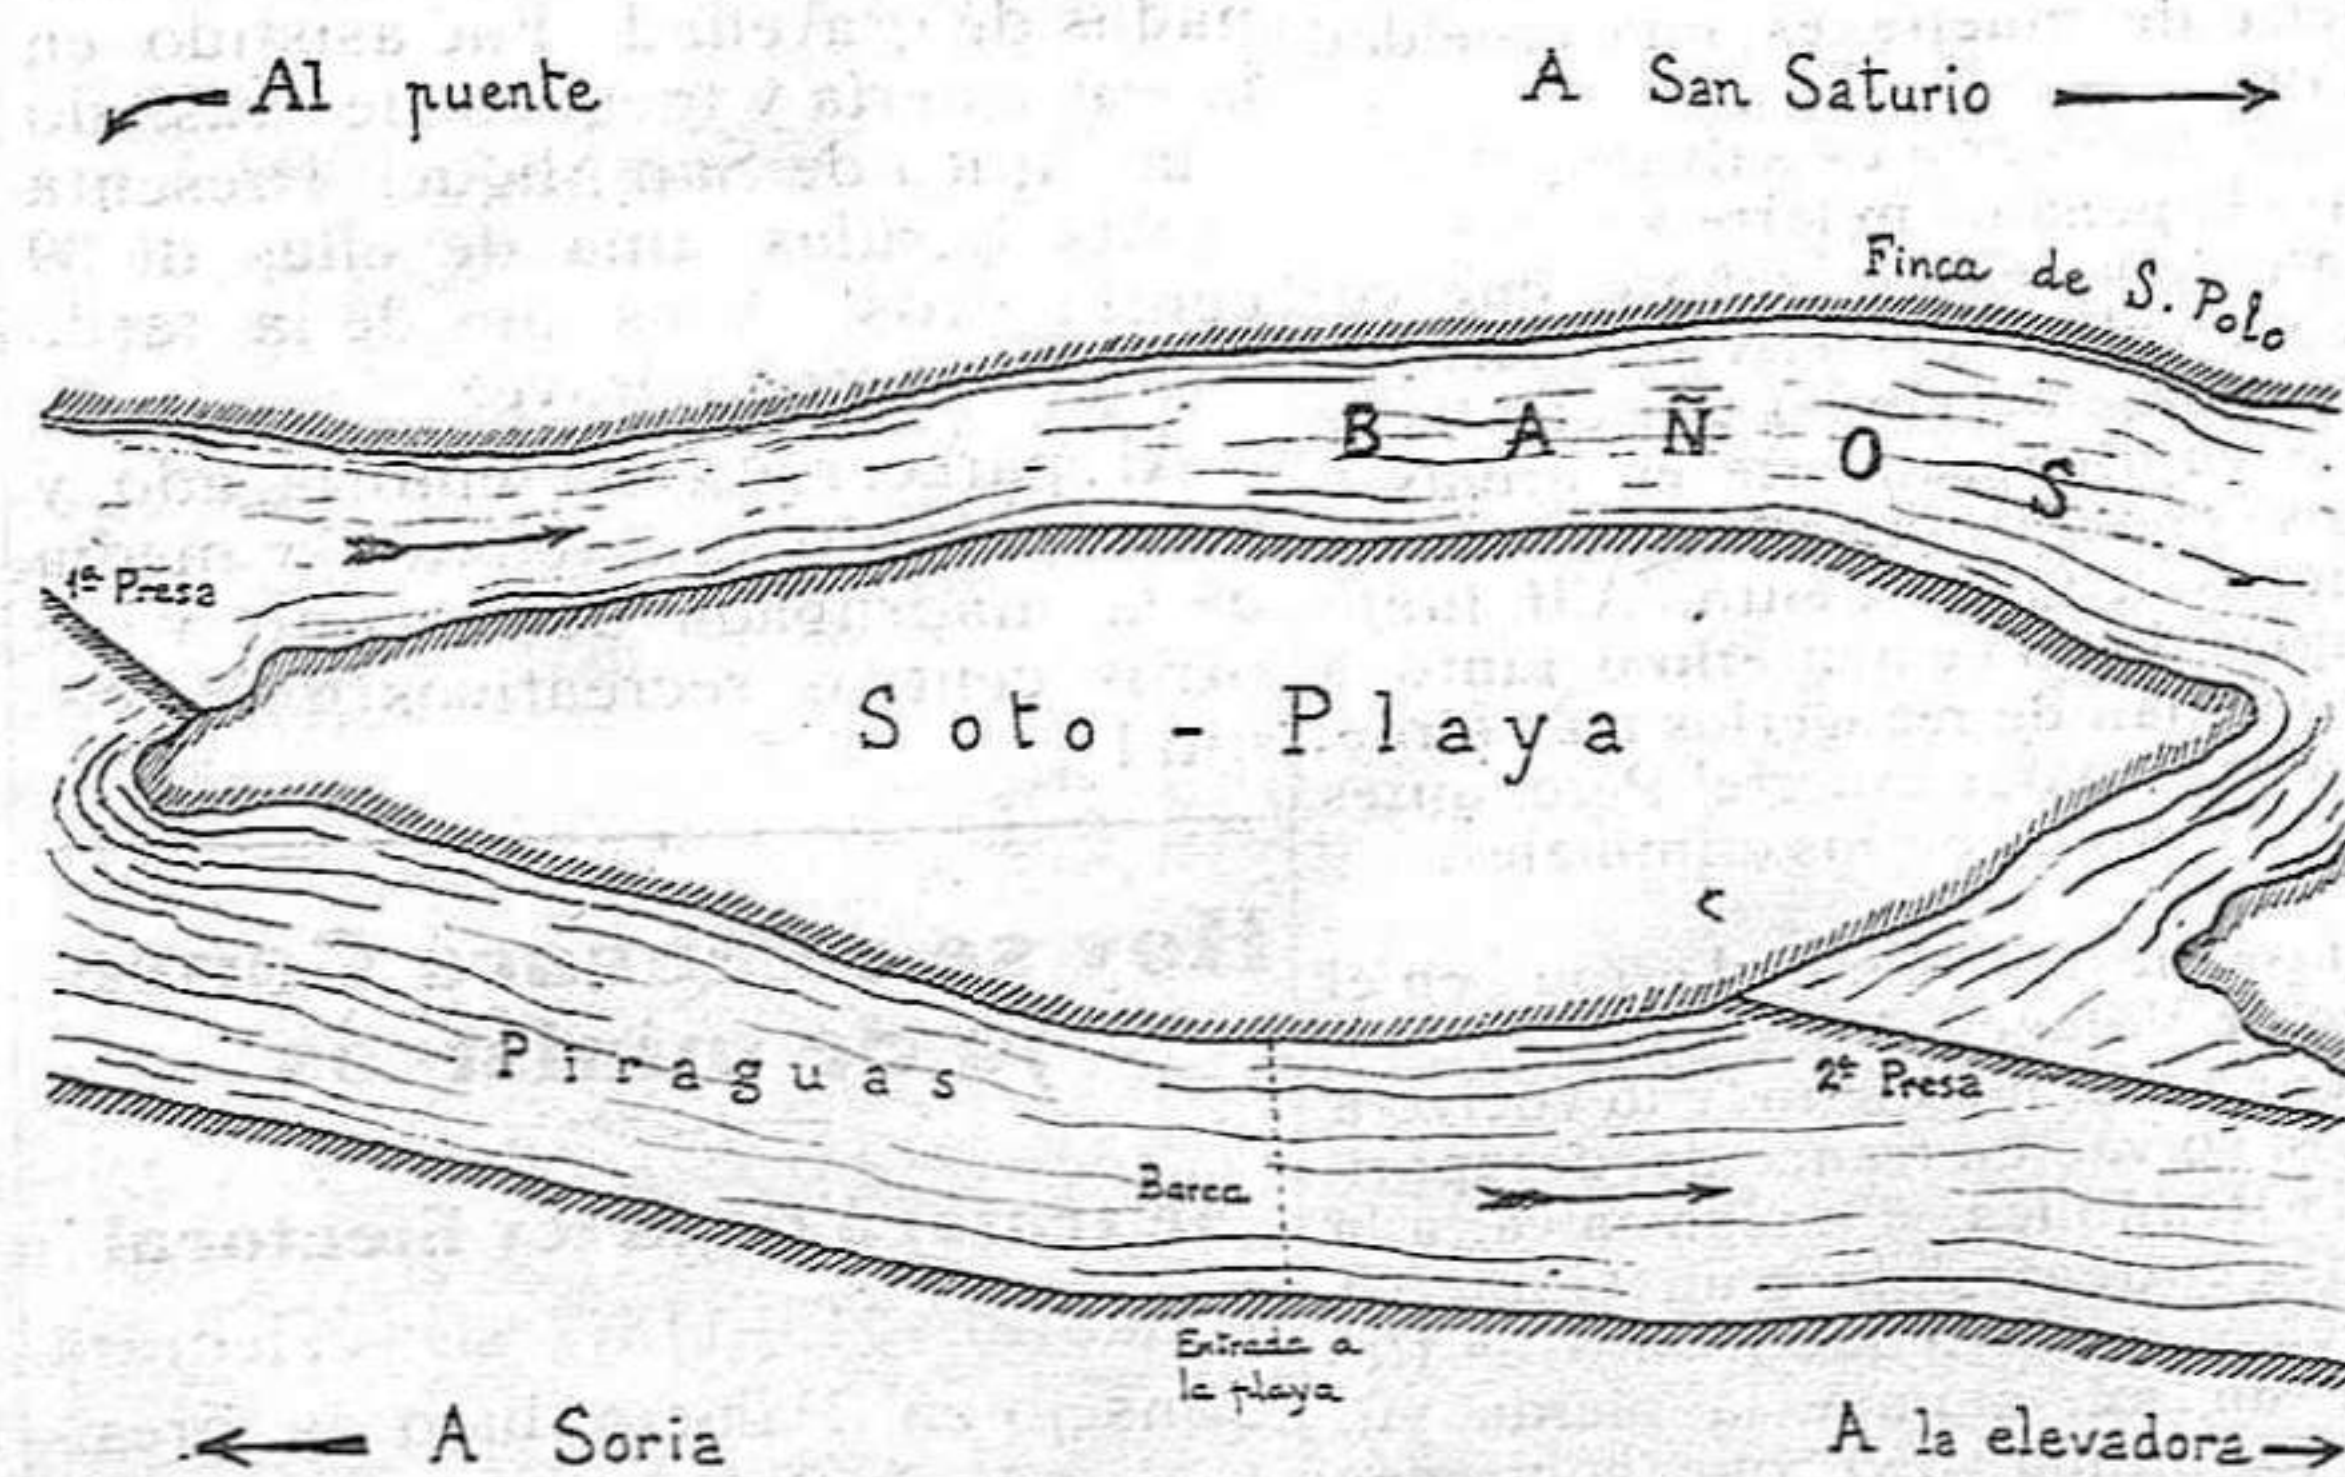 Al puente
A San Saturio
Finca de S. Polo
BAÑOS
1ª Presa
Soto - Playa
Piraguas
2ª Presa
Barca
Entrada a
la playa
A Soria
A la elevadora